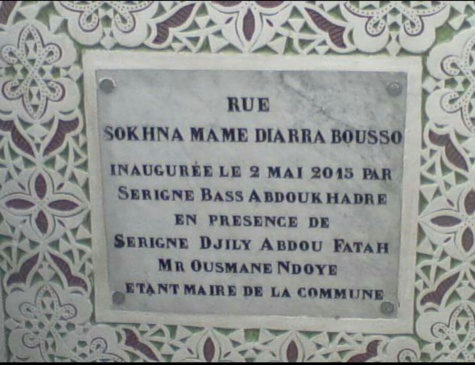 RUE
SOKHNA MAME DIARRA BOUSSO
INAUGURÉE LE 2 MAI 2015 PAR
SERIGNE BASS ABDOUKHADRE
EN PRESENCE DE
SERIGNE DJILY ABDOU FATAH
MR OUSMANE NDOYE
ETANT MAIRE DE LA COMMUNE